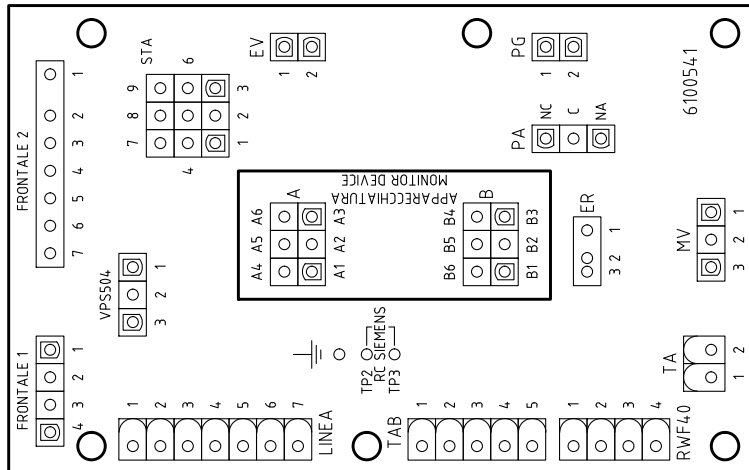 FRONTALE 2
1
2
3
4
5
6
7
STA
6
9
8
7
3
2
1
4
EV
1
2
PG
1
2
PA
NC
C
NA
6100541
APPARECCHIATURA
MONITOR DEVICE
A
A6
A5
A4
A3
A2
A1
B
B4
B5
B6
B3
B2
B1
ER
3 2 1
MV
3 2 1
VPS504
3 2 1
FRONTALE 1
4 3 2 1
TP2
TP3
RC SIEMENS
LINEA
1
2
3
4
5
6
7
TAB
1
2
3
4
5
RWF40
1
2
3
4
TA
1 2